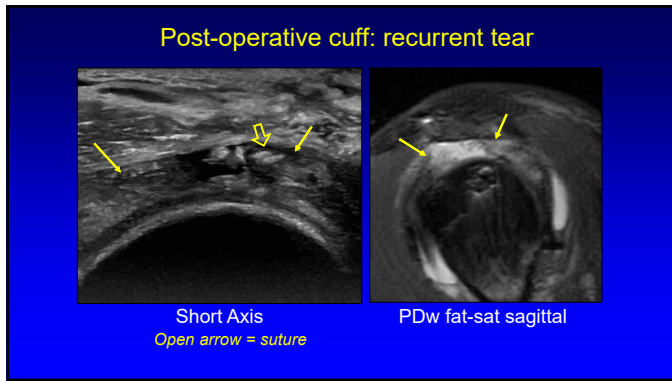 Post-operative cuff: recurrent tear
Short Axis
PDw fat-sat sagittal
Open arrow = suture